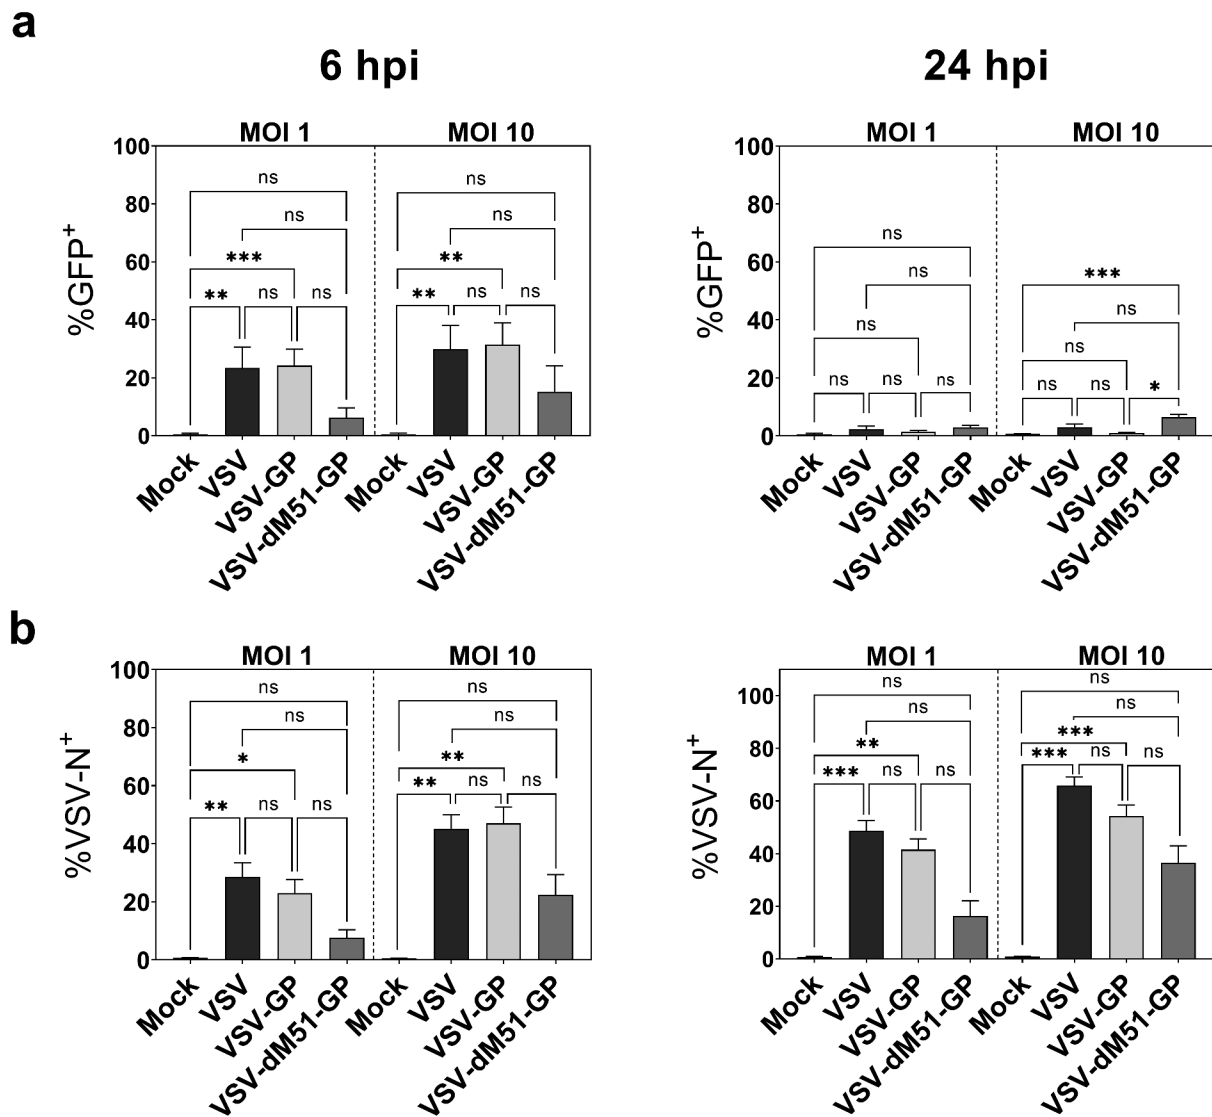 a
6 hpi
24 hpi
MOI 1
MOI 10
%GFP+
100
80
60
40
20
0
ns
ns
ns
ns
***
**
**
ns
ns
**
ns
ns
Mock
VSV
VSV-GP
VSV-dM51-GP
Mock
VSV
VSV-GP
VSV-dM51-GP
MOI 1
MOI 10
%GFP+
100
80
60
40
20
0
ns
ns
***
ns
ns
ns
ns
ns
ns
ns
ns
*
Mock
VSV
VSV-GP
VSV-dM51-GP
Mock
VSV
VSV-GP
VSV-dM51-GP
b
MOI 1
MOI 10
%VSV-N+
100
80
60
40
20
0
ns
ns
ns
ns
*
**
**
ns
ns
**
ns
ns
Mock
VSV
VSV-GP
VSV-dM51-GP
Mock
VSV
VSV-GP
VSV-dM51-GP
MOI 1
MOI 10
%VSV-N+
100
80
60
40
20
0
ns
ns
ns
ns
**
***
***
ns
ns
***
ns
ns
Mock
VSV
VSV-GP
VSV-dM51-GP
Mock
VSV
VSV-GP
VSV-dM51-GP